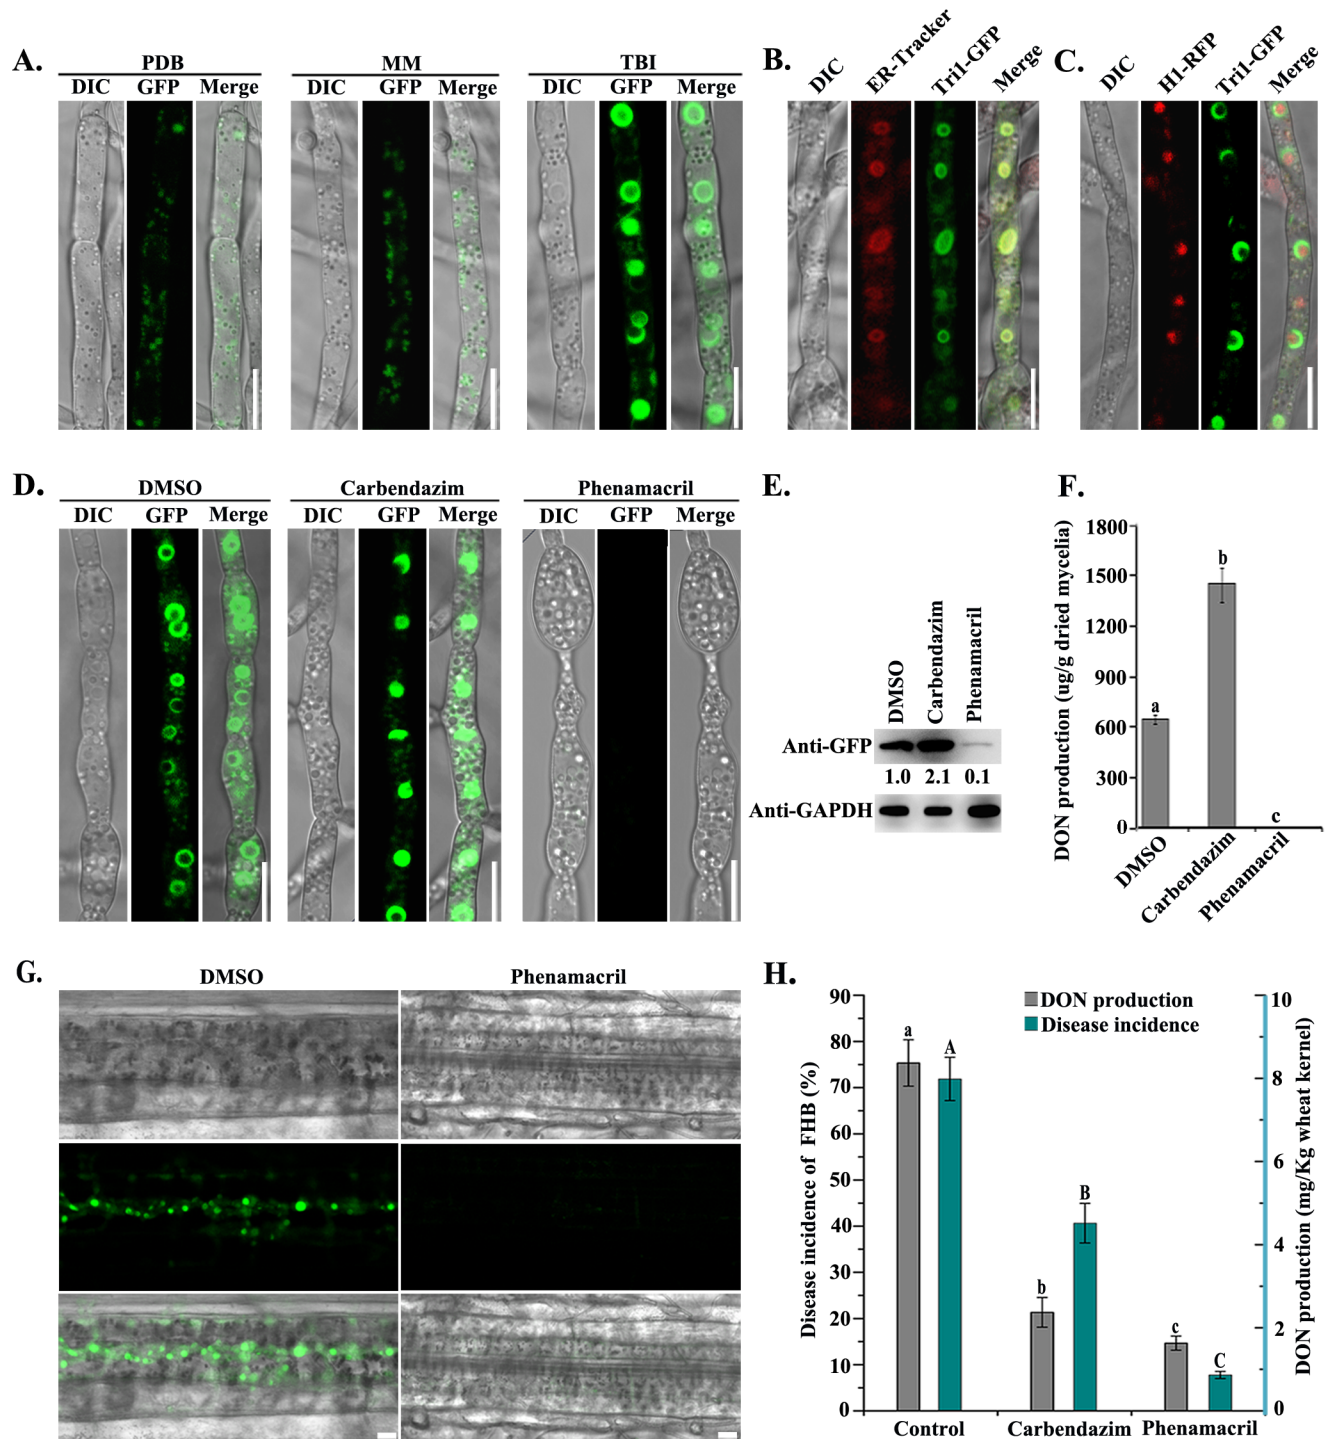 A.
PDB
DIC GFP Merge
MM
DIC GFP Merge
TBI
DIC GFP Merge
B.
DIC
ER-Tracker
Tri1-GFP
Merge
C.
DIC
H1-RFP
Tri1-GFP
Merge
D.
DMSO
DIC GFP Merge
Carbendazim
DIC GFP Merge
Phenamacril
DIC GFP Merge
E.
DMSO
Carbendazim
Phenamacril
Anti-GFP
1.0 2.1 0.1
Anti-GAPDH
F.
DON production (ug/g dried mycelia)
1800
1500
1200
900
600
300
0
a
b
c
DMSO
Carbendazim
Phenamacril
G.
DMSO
Phenamacril
H.
DON production
Disease incidence
Disease incidence of FHB (%)
90
80
70
60
50
40
30
20
10
0
a
A
b
B
c
C
10
8
6
4
2
0
DON production (mg/Kg wheat kernel)
Control
Carbendazim
Phenamacril